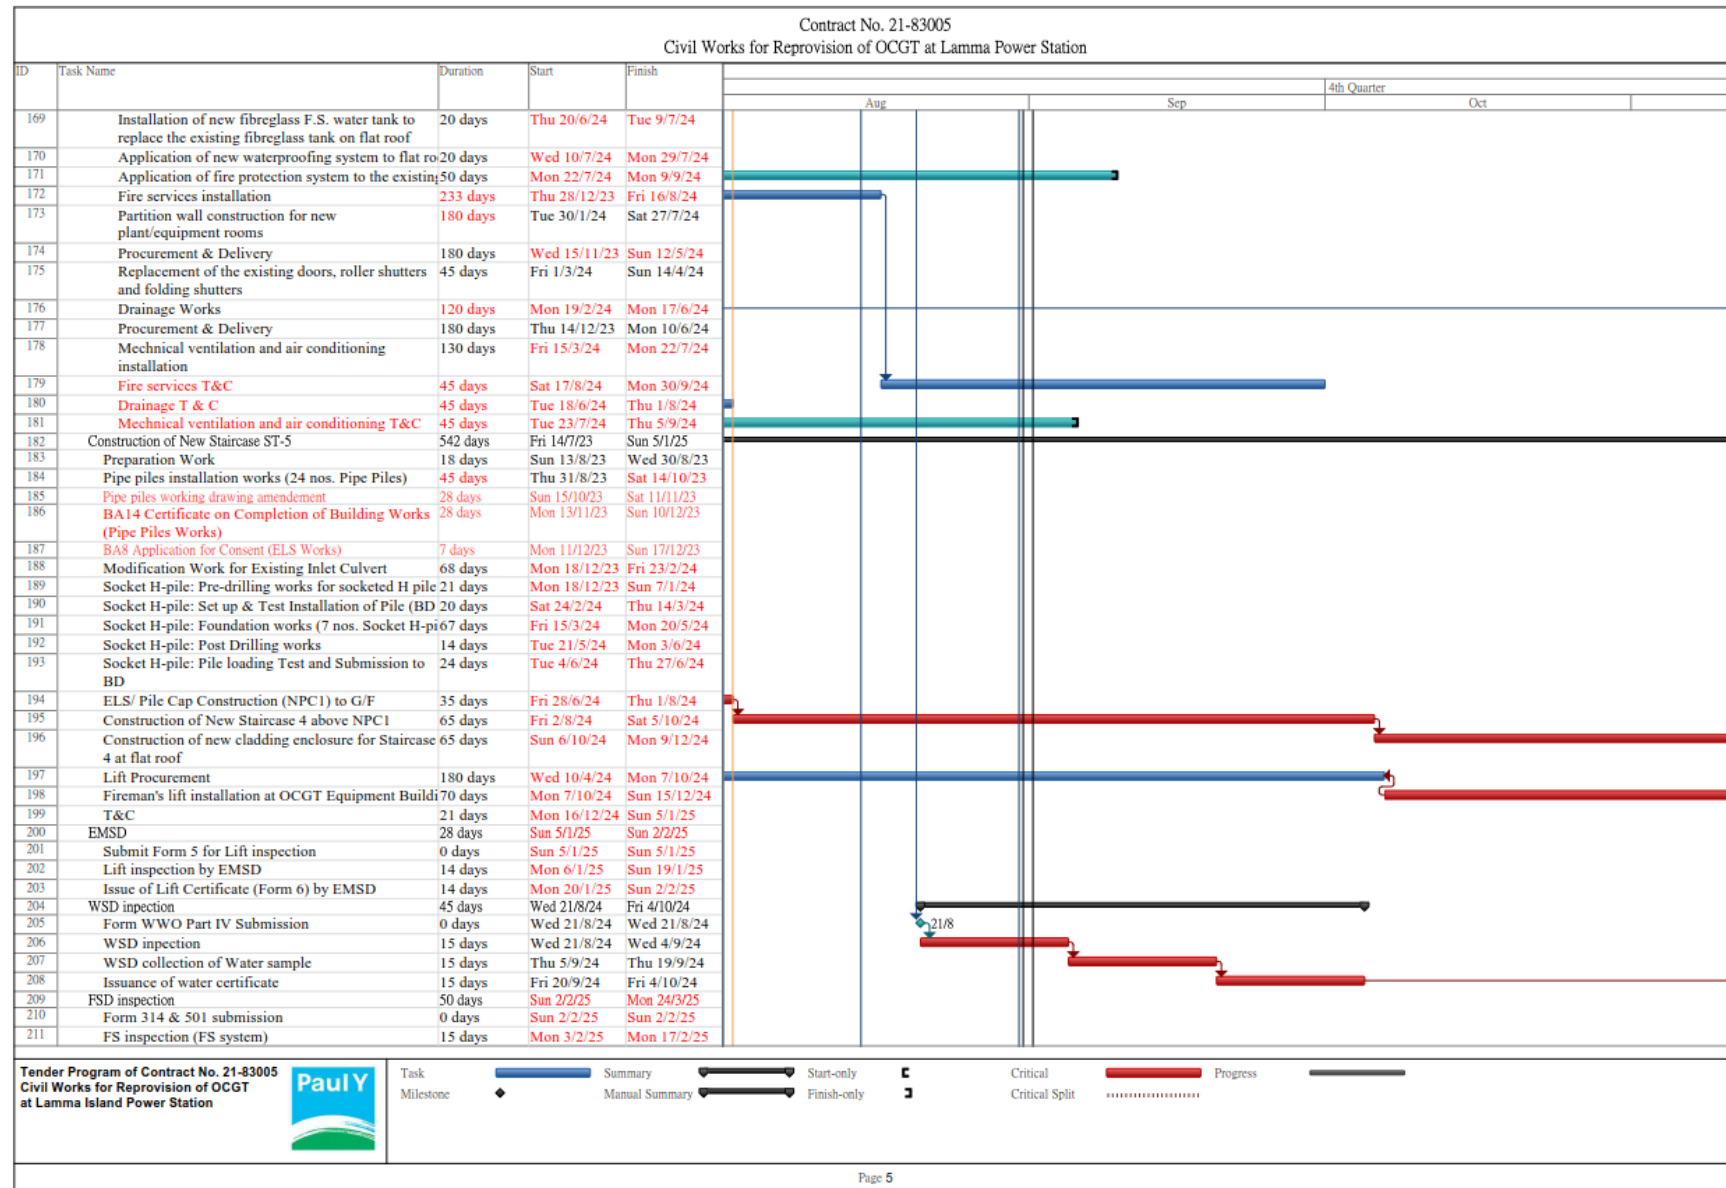 Contract No. 21-83005
Civil Works for Reprovision of OCGT at Lamma Power Station
ID Task Name Duration Start Finish
4th Quarter
Aug Sep Oct
169 Installation of new fibreglass F.S. water tank to 20 days Thu 20/6/24 Tue 9/7/24
replace the existing fibreglass tank on flat roof
170 Application of new waterproofing system to flat ro 20 days Wed 10/7/24 Mon 29/7/24
171 Application of fire protection system to the existing 50 days Mon 22/7/24 Mon 9/9/24
172 Fire services installation 233 days Thu 28/12/23 Fri 16/8/24
173 Partition wall construction for new 180 days Tue 30/1/24 Sat 27/7/24
plant/equipment rooms
174 Procurement & Delivery 180 days Wed 15/11/23 Sun 12/5/24
175 Replacement of the existing doors, roller shutters 45 days Fri 1/3/24 Sun 14/4/24
and folding shutters
176 Drainage Works 120 days Mon 19/2/24 Mon 17/6/24
177 Procurement & Delivery 180 days Thu 14/12/23 Mon 10/6/24
178 Mechnical ventilation and air conditioning 130 days Fri 15/3/24 Mon 22/7/24
installation
179 Fire services T&C 45 days Sat 17/8/24 Mon 30/9/24
180 Drainage T & C 45 days Tue 18/6/24 Thu 1/8/24
181 Mechnical ventilation and air conditioning T&C 45 days Tue 23/7/24 Thu 5/9/24
182 Construction of New Staircase ST-5 542 days Fri 14/7/23 Sun 5/1/25
183 Preparation Work 18 days Sun 13/8/23 Wed 30/8/23
184 Pipe piles installation works (24 nos. Pipe Piles) 45 days Thu 31/8/23 Sat 14/10/23
185 Pipe piles working drawing amendement 28 days Sun 15/10/23 Sat 11/11/23
186 BA14 Certificate on Completion of Building Works 28 days Mon 13/11/23 Sun 10/12/23
(Pipe Piles Works)
187 BA8 Application for Consent (ELS Works) 7 days Mon 11/12/23 Sun 17/12/23
188 Modification Work for Existing Inlet Culvert 68 days Mon 18/12/23 Fri 23/2/24
189 Socket H-pile: Pre-drilling works for socketed H pile 21 days Mon 18/12/23 Sun 7/1/24
190 Socket H-pile: Set up & Test Installation of Pile (BD 20 days Sat 24/2/24 Thu 14/3/24
191 Socket H-pile: Foundation works (7 nos. Socket H-pi 67 days Fri 15/3/24 Mon 20/5/24
192 Socket H-pile: Post Drilling works 14 days Tue 21/5/24 Mon 3/6/24
193 Socket H-pile: Pile loading Test and Submission to 24 days Tue 4/6/24 Thu 27/6/24
BD
194 ELS/ Pile Cap Construction (NPC1) to G/F 35 days Fri 28/6/24 Thu 1/8/24
195 Construction of New Staircase 4 above NPC1 65 days Fri 2/8/24 Sat 5/10/24
196 Construction of new cladding enclosure for Staircase 65 days Sun 6/10/24 Mon 9/12/24
4 at flat roof
197 Lift Procurement 180 days Wed 10/4/24 Mon 7/10/24
198 Fireman's lift installation at OCGT Equipment Buildi 70 days Mon 7/10/24 Sun 15/12/24
199 T&C 21 days Mon 16/12/24 Sun 5/1/25
200 EMSD 28 days Sun 5/1/25 Sun 2/2/25
201 Submit Form 5 for Lift inspection 0 days Sun 5/1/25 Sun 5/1/25
202 Lift inspection by EMSD 14 days Mon 6/1/25 Sun 19/1/25
203 Issue of Lift Certificate (Form 6) by EMSD 14 days Mon 20/1/25 Sun 2/2/25
204 WSD inpection 45 days Wed 21/8/24 Fri 4/10/24
205 Form WWO Part IV Submission 0 days Wed 21/8/24 Wed 21/8/24 21/8
206 WSD inpection 15 days Wed 21/8/24 Wed 4/9/24
207 WSD collection of Water sample 15 days Thu 5/9/24 Thu 19/9/24
208 Issuance of water certificate 15 days Fri 20/9/24 Fri 4/10/24
209 FSD inspection 50 days Sun 2/2/25 Mon 24/3/25
210 Form 314 & 501 submission 0 days Sun 2/2/25 Sun 2/2/25
211 FS inspection (FS system) 15 days Mon 3/2/25 Mon 17/2/25
Tender Program of Contract No. 21-83005
Civil Works for Reprovision of OCGT
at Lamma Island Power Station
Paul Y
Task Summary Start-only Critical Progress
Milestone Manual Summary Finish-only Critical Split
Page 5